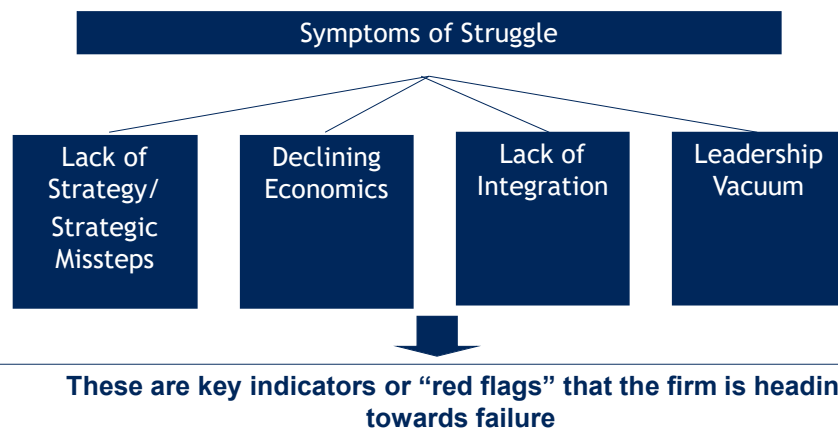 Symptoms of Struggle
Lack of
Strategy/
Strategic
Missteps
Declining
Economics
Lack of
Integration
Leadership
Vacuum
These are key indicators or “red flags” that the firm is headin
towards failure